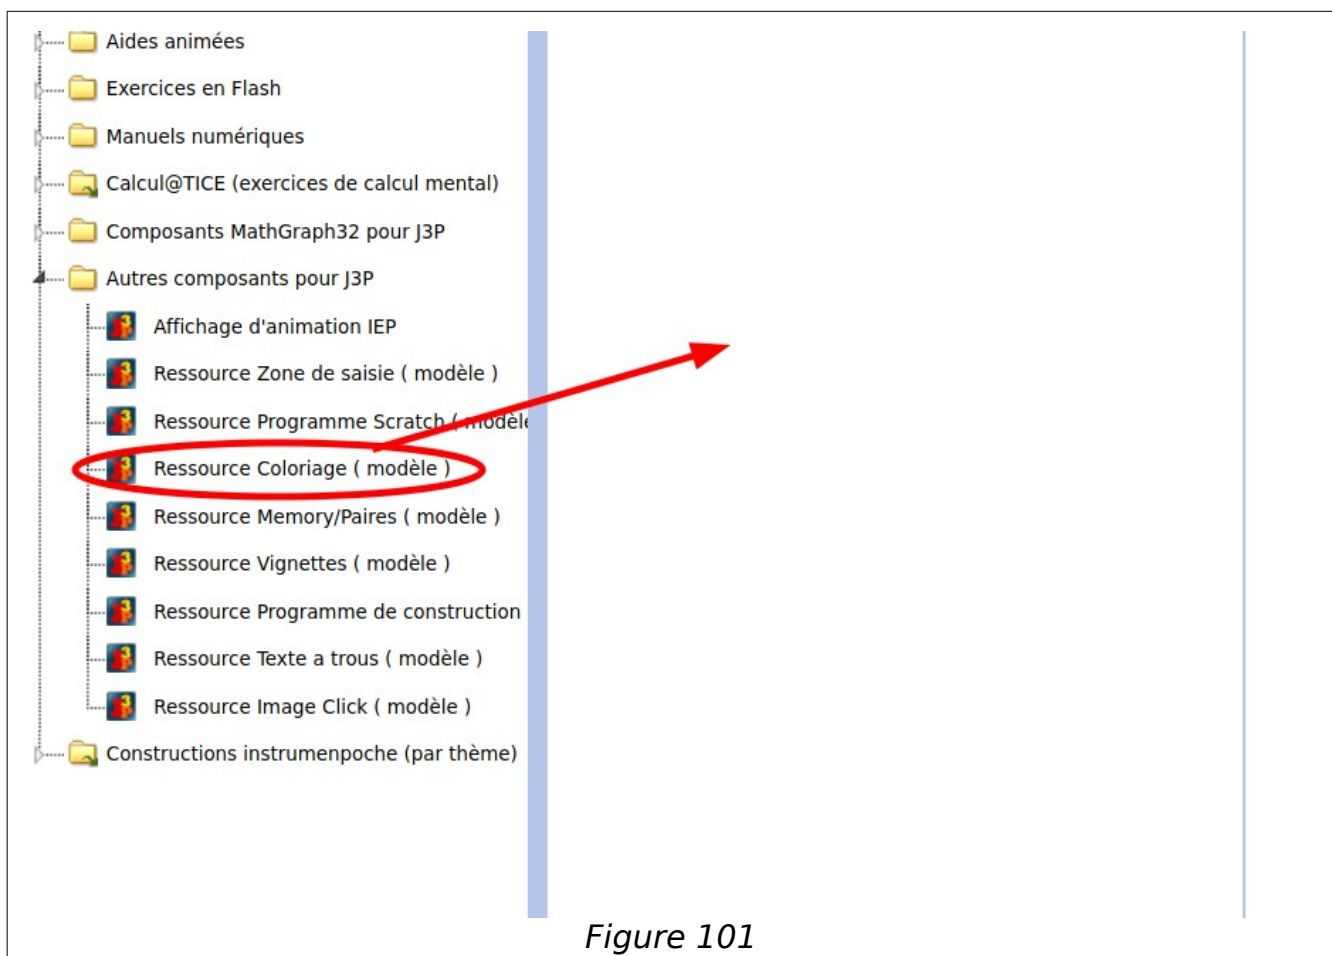 Aides animées
Exercices en Flash
Manuels numériques
Calcul@TICE (exercices de calcul mental)
Composants MathGraph32 pour J3P
Autres composants pour J3P
Affichage d'animation IEP
Ressource Zone de saisie ( modèle )
Ressource Programme Scratch ( modèle
Ressource Coloriage ( modèle )
Ressource Memory/Paires ( modèle )
Ressource Vignettes ( modèle )
Ressource Programme de construction
Ressource Texte a trous ( modèle )
Ressource Image Click ( modèle )
Constructions instrumenpoche (par thème)
Figure 101